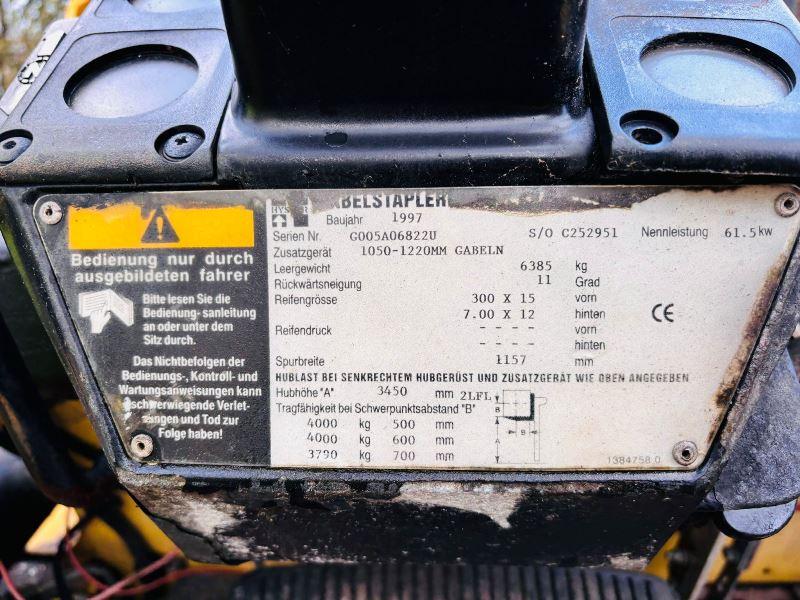 Bedienung nur durch
ausgebildeten fahrer
Bitte lesen Sie die
Bedienung- sanleitung
an oder unter dem
Sitz durch.
Das Nichtbefolgen der
Bedienungs-, Kontroll- und
Wartungsanweisungen kann
schwerwiegende Verlet-
zungen und Tod zur
Folge haben!
HYSTER
ABELSTAPLER
Baujahr 1997
Serien Nr. G005A06822U S/O C252951 Nennleistung 61.5 kw
Zusatzgerät 1050-1220MM GABELN
Leergewicht 6385 kg
Rückwärtsneigung 11 Grad
Reifengrösse 300 X 15 vorn
7.00 X 12 hinten
Reifendruck - - - - vorn
- - - - hinten
Spurbreite 1157 mm
CE
HUBLAST BEI SENKRECHTEM HUBGERÜST UND ZUSATZGERÄT WIE OBEN ANGEGEBEN
Hubhöhe "A" 3450 mm 2LFL
Tragfähigkeit bei Schwerpunktsabstand "B"
4000 kg 500 mm
4000 kg 600 mm
3790 kg 700 mm
B
B
A
1384758 0